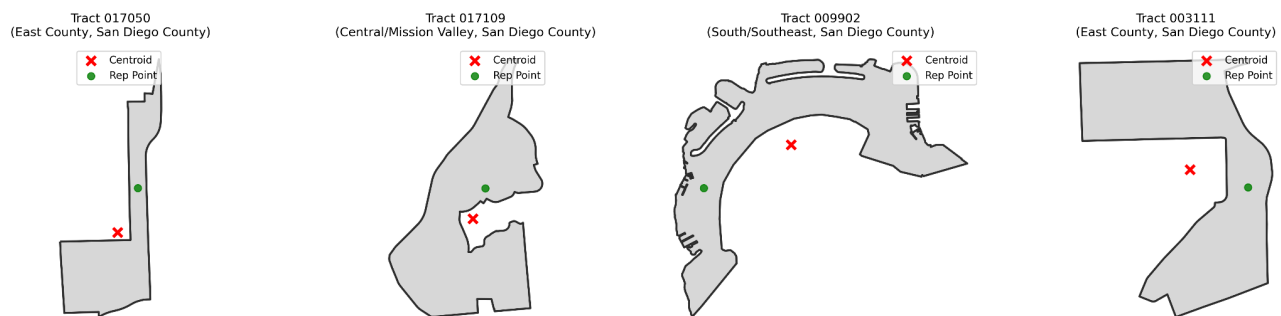 Tract 017050
(East County, San Diego County)
Centroid
Rep Point
Tract 017109
(Central/Mission Valley, San Diego County)
Centroid
Rep Point
Tract 009902
(South/Southeast, San Diego County)
Centroid
Rep Point
Tract 003111
(East County, San Diego County)
Centroid
Rep Point